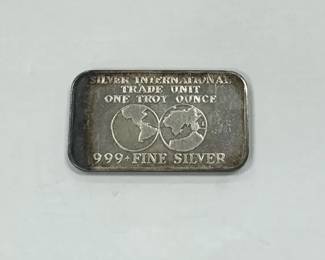 SILVER INTERNATIONAL
TRADE UNIT
ONE TROY OUNCE
999+ FINE SILVER